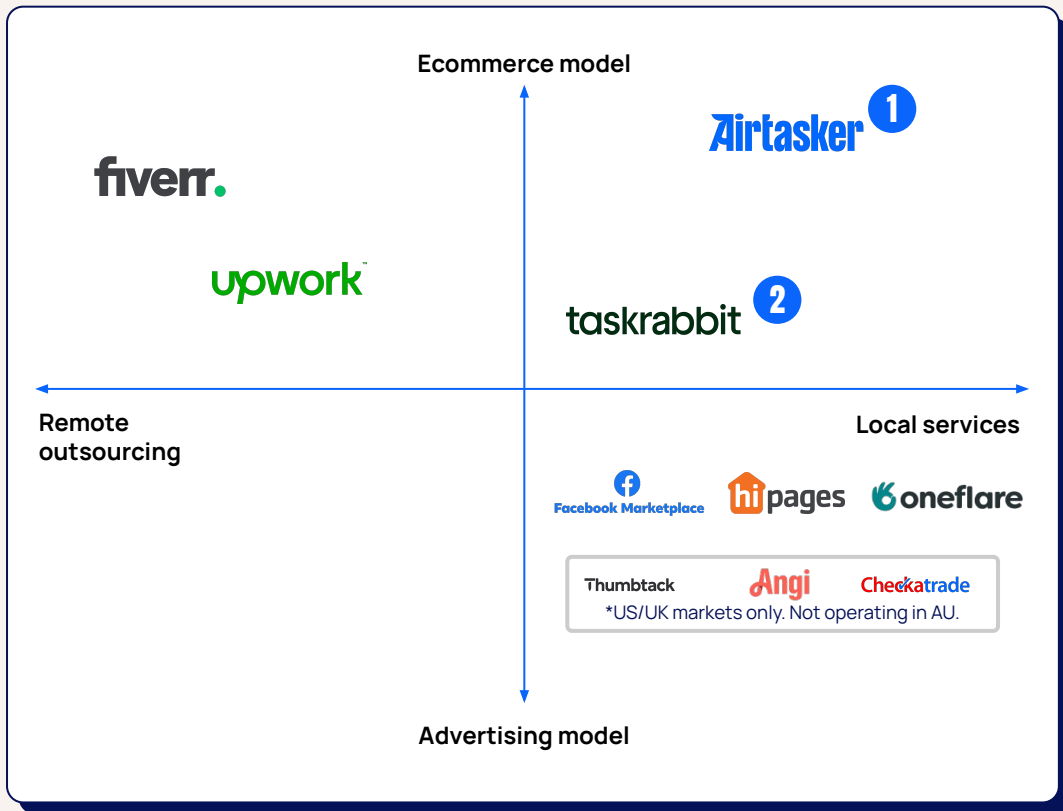 Ecommerce model
Airtasker
1
fiverr.
upwork™
taskrabbit
2
Remote
outsourcing
Local services
Facebook Marketplace
hipages
oneflare
Thumbtack
Angi
Checkatrade
*US/UK markets only. Not operating in AU.
Advertising model